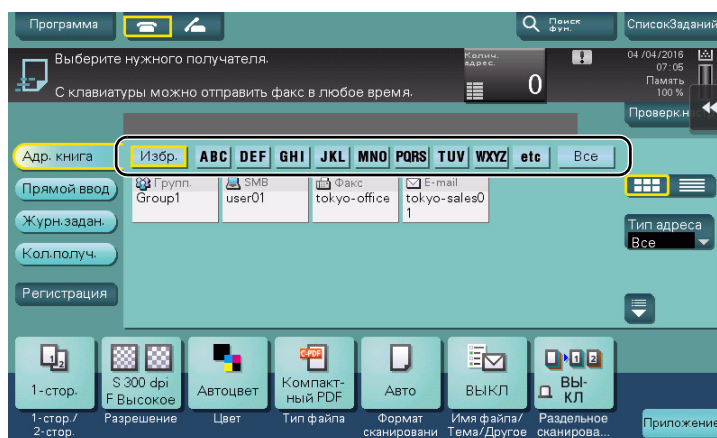 Программа
Поиск
фун.
СписокЗаданий
Выберите нужного получателя.
С клавиатуры можно отправить факс в любое время.
Колич.
адрес.
0
04/04/2016
07:05
Память
100 %
Проверк.н
Адр. книга
Избр.
ABC
DEF
GHI
JKL
MNO
PQRS
TUV
WXYZ
etc
Все
Прямой ввод
Журн.задан.
Кол.получ.
Регистрация
Групп.
Group1
SMB
user01
Факс
tokyo-office
E-mail
tokyo-sales0
1
Тип адреса
Все
1-стор.
1-стор./
2-стор.
S 300 dpi
F Высокое
Разрешение
Автоцвет
Цвет
C-PDF
Компакт-
ный PDF
Тип файла
Авто
Формат
сканировани
ВЫКЛ
Имя файла/
Тема/Другое
ВЫ-
КЛ
Раздельное
сканирова...
Приложение